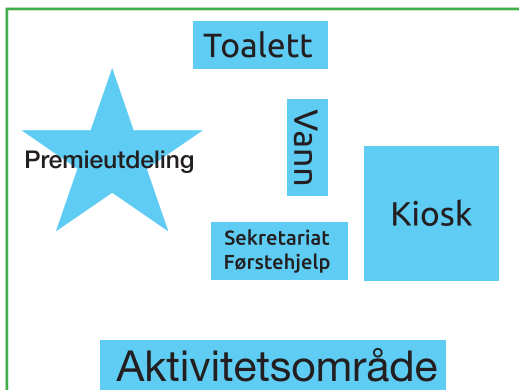 Toalett
Vann
Premieutdeling
Kiosk
Sekretariat
Førstehjelp
Aktivitetsområde